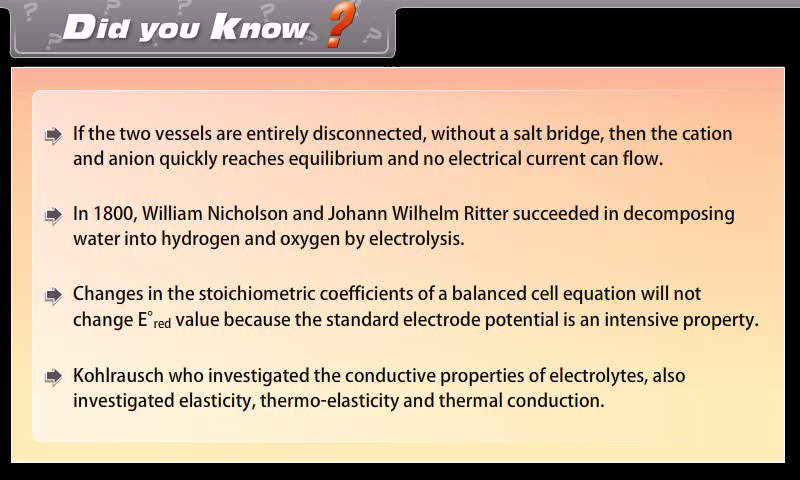 Did you Know ?
If the two vessels are entirely disconnected, without a salt bridge, then the cation
and anion quickly reaches equilibrium and no electrical current can flow.
In 1800, William Nicholson and Johann Wilhelm Ritter succeeded in decomposing
water into hydrogen and oxygen by electrolysis.
Changes in the stoichiometric coefficients of a balanced cell equation will not
change E°red value because the standard electrode potential is an intensive property.
Kohlrausch who investigated the conductive properties of electrolytes, also
investigated elasticity, thermo-elasticity and thermal conduction.